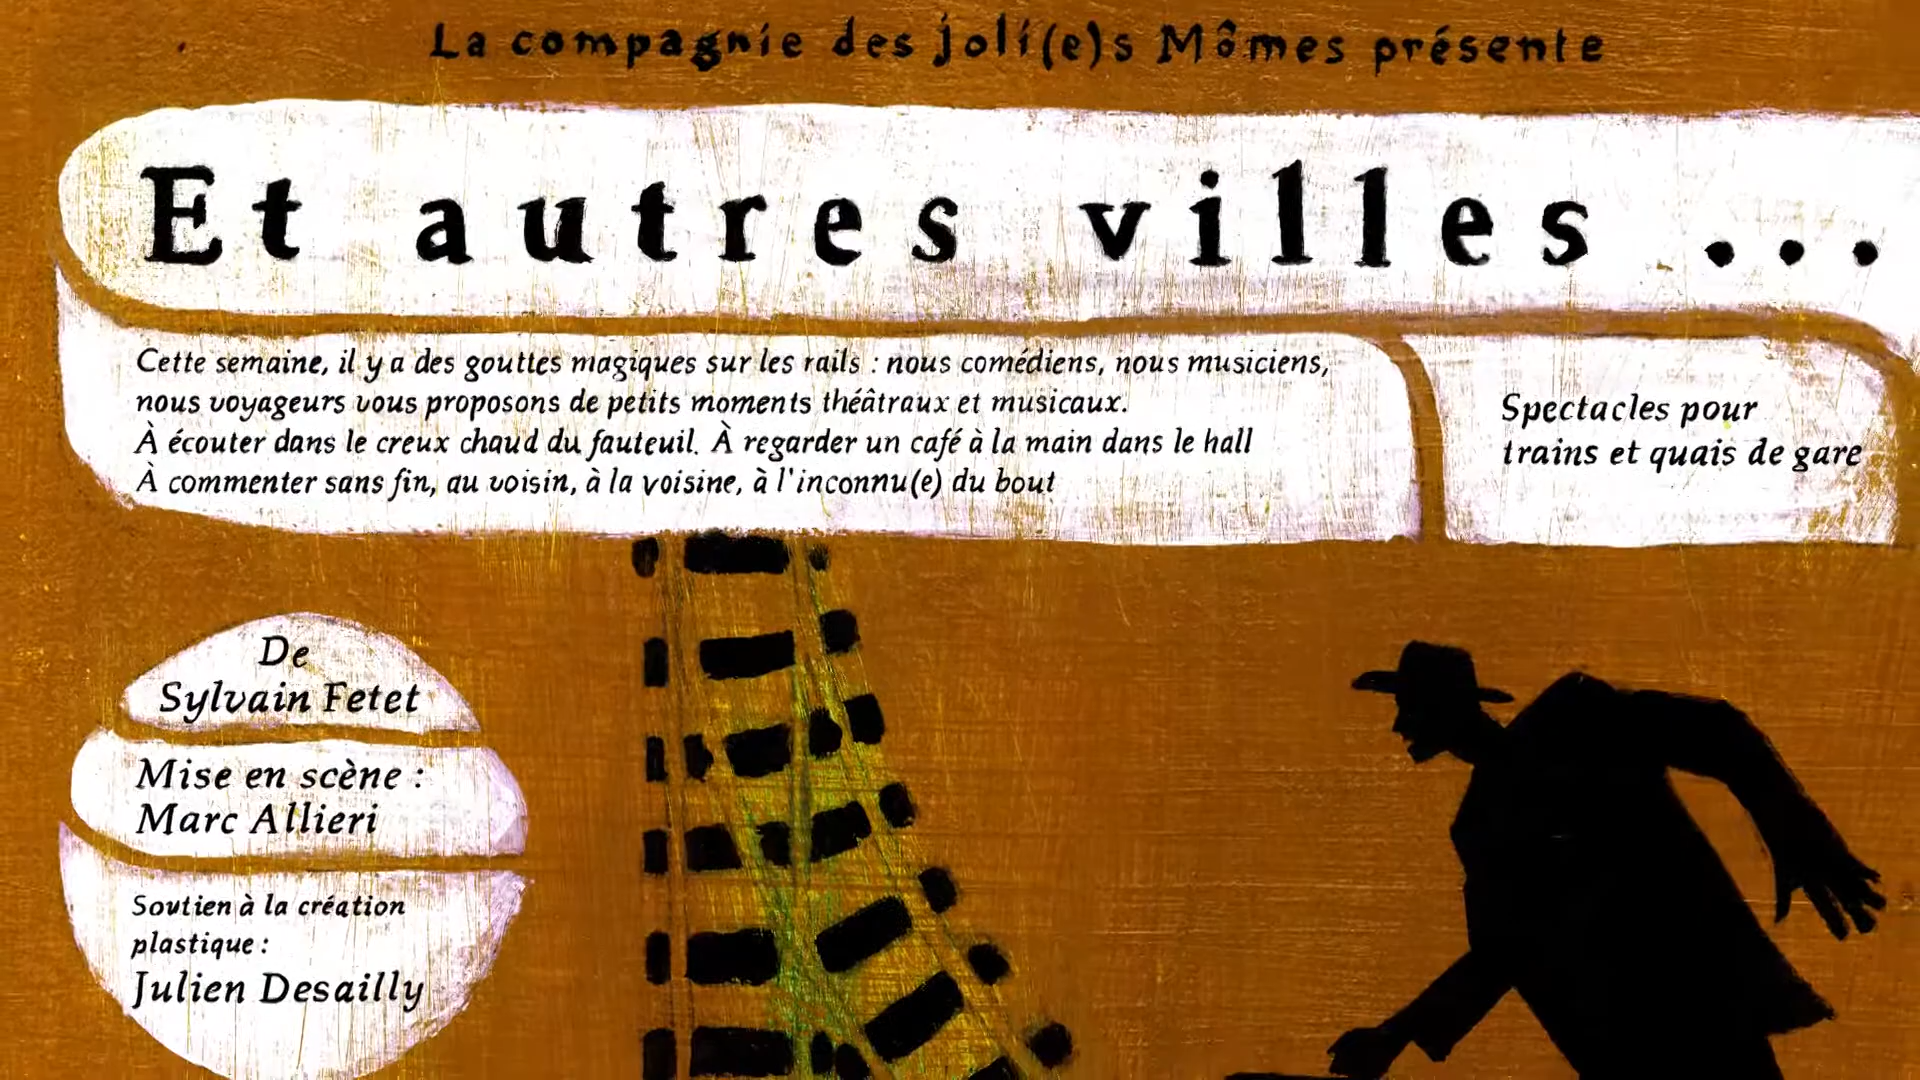 La compagnie des joli(e)s Mômes présente
Et autres villes ...
Cette semaine, il y a des gouttes magiques sur les rails : nous comédiens, nous musiciens,
nous voyageurs vous proposons de petits moments théâtraux et musicaux.
À écouter dans le creux chaud du fauteuil. À regarder un café à la main dans le hall
À commenter sans fin, au voisin, à la voisine, à l'inconnu(e) du bout
Spectacles pour
trains et quais de gare
De
Sylvain Fetet
Mise en scène :
Marc Allieri
Soutien à la création
plastique :
Julien Desailly